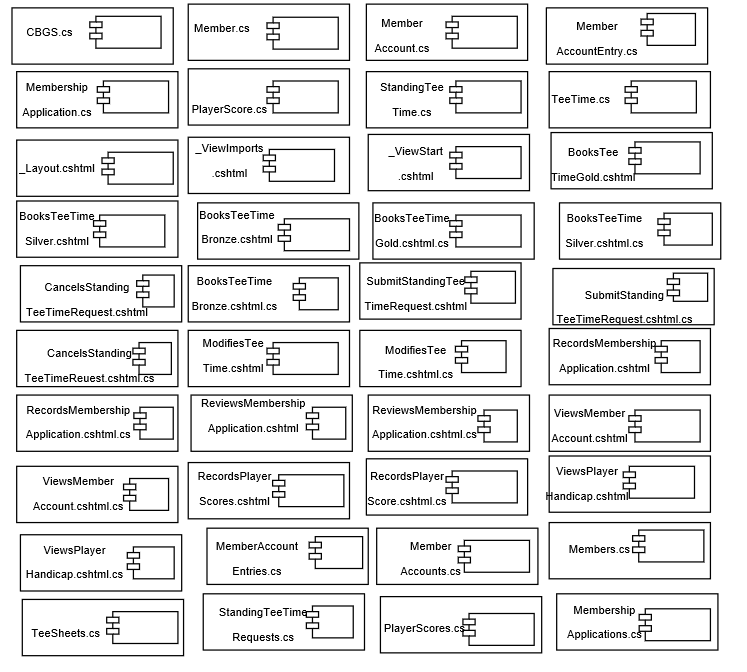 CBGS.cs
Member.cs
Member
Account.cs
Member
AccountEntry.cs
Membership
Application.cs
PlayerScore.cs
StandingTee
Time.cs
TeeTime.cs
_Layout.cshtml
_ViewImports
.cshtml
_ViewStart
.cshtml
BooksTee
TimeGold.cshtml
BooksTeeTime
Silver.cshtml
BooksTeeTime
Bronze.cshtml
BooksTeeTime
Gold.cshtml.cs
BooksTeeTime
Silver.cshtml.cs
CancelsStanding
TeeTimeRequest.cshtml
BooksTeeTime
Bronze.cshtml.cs
SubmitStandingTee
TimeRequest.cshtml
SubmitStanding
TeeTimeRequest.cshtml.cs
CancelsStanding
TeeTimeReuest.cshtml.cs
ModifiesTee
Time.cshtml
ModifiesTee
Time.cshtml.cs
RecordsMembership
Application.cshtml
RecordsMembership
Application.cshtml.cs
ReviewsMembership
Application.cshtml
ReviewsMembership
Application.cshtml.cs
ViewsMember
Account.cshtml
ViewsMember
Account.cshtml.cs
RecordsPlayer
Scores.cshtml
RecordsPlayer
Score.cshtml.cs
ViewsPlayer
Handicap.cshtml
ViewsPlayer
Handicap.cshtml.cs
MemberAccount
Entries.cs
Member
Accounts.cs
Members.cs
TeeSheets.cs
StandingTeeTime
Requests.cs
PlayerScores.cs
Membership
Applications.cs